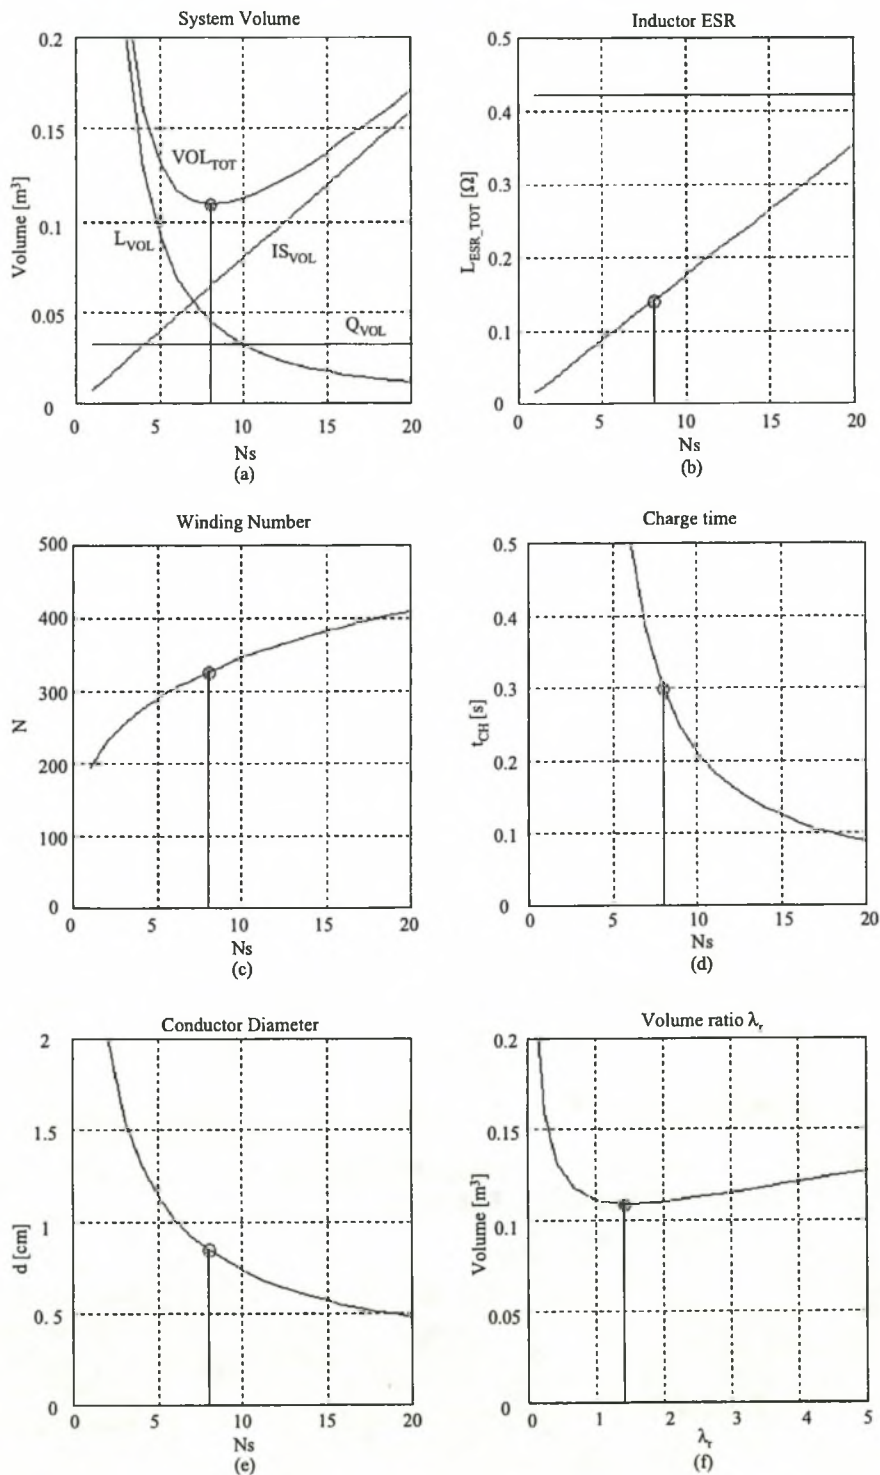 System Volume
0.2
0.15
0.1
0.05
0
Volume [m³]
VOL_TOT
L_VOL
IS_VOL
Q_VOL
5
10
15
20
Ns
(a)
Inductor ESR
0.5
0.4
0.3
0.2
0.1
0
L_ESR_TOT [Ω]
0
5
10
15
20
Ns
(b)
Winding Number
500
400
300
200
100
0
N
0
5
10
15
20
Ns
(c)
Charge time
0.5
0.4
0.3
0.2
0.1
0
t_CH [s]
0
5
10
15
20
Ns
(d)
Conductor Diameter
2
1.5
1
0.5
0
d [cm]
0
5
10
15
20
Ns
(e)
Volume ratio λ_r
0.2
0.15
0.1
0.05
0
Volume [m³]
0
1
2
3
4
5
λ_r
(f)